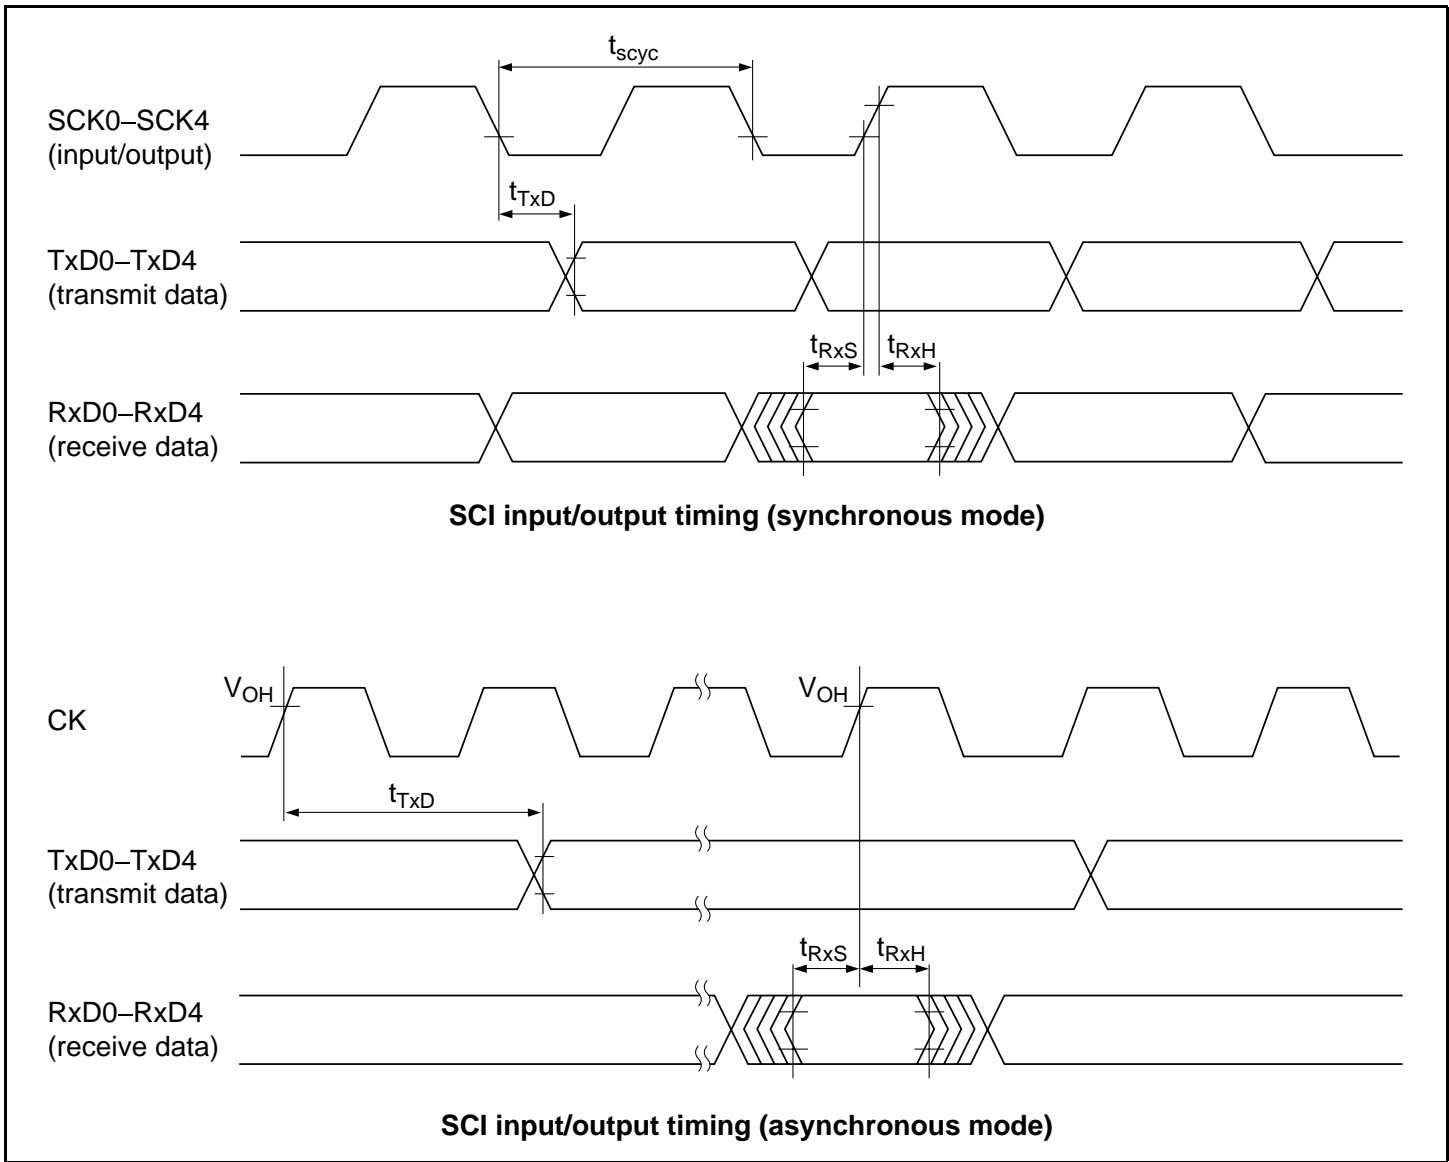 tscyc
SCK0–SCK4
(input/output)
tTxD
TxD0–TxD4
(transmit data)
tRxS tRxH
RxD0–RxD4
(receive data)
SCI input/output timing (synchronous mode)
VOH VOH
CK
tTxD
TxD0–TxD4
(transmit data)
tRxS tRxH
RxD0–RxD4
(receive data)
SCI input/output timing (asynchronous mode)